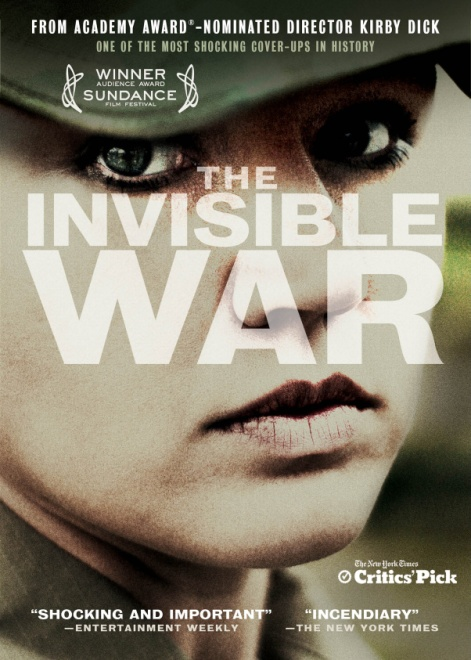 FROM ACADEMY AWARD®-NOMINATED DIRECTOR KIRBY DICK
ONE OF THE MOST SHOCKING COVER-UPS IN HISTORY
WINNER
AUDIENCE AWARD
SUNDANCE
FILM FESTIVAL
THE
INVISIBLE
WAR
The New York Times
Critics' Pick
“SHOCKING AND IMPORTANT”
—ENTERTAINMENT WEEKLY
“INCENDIARY”
—THE NEW YORK TIMES